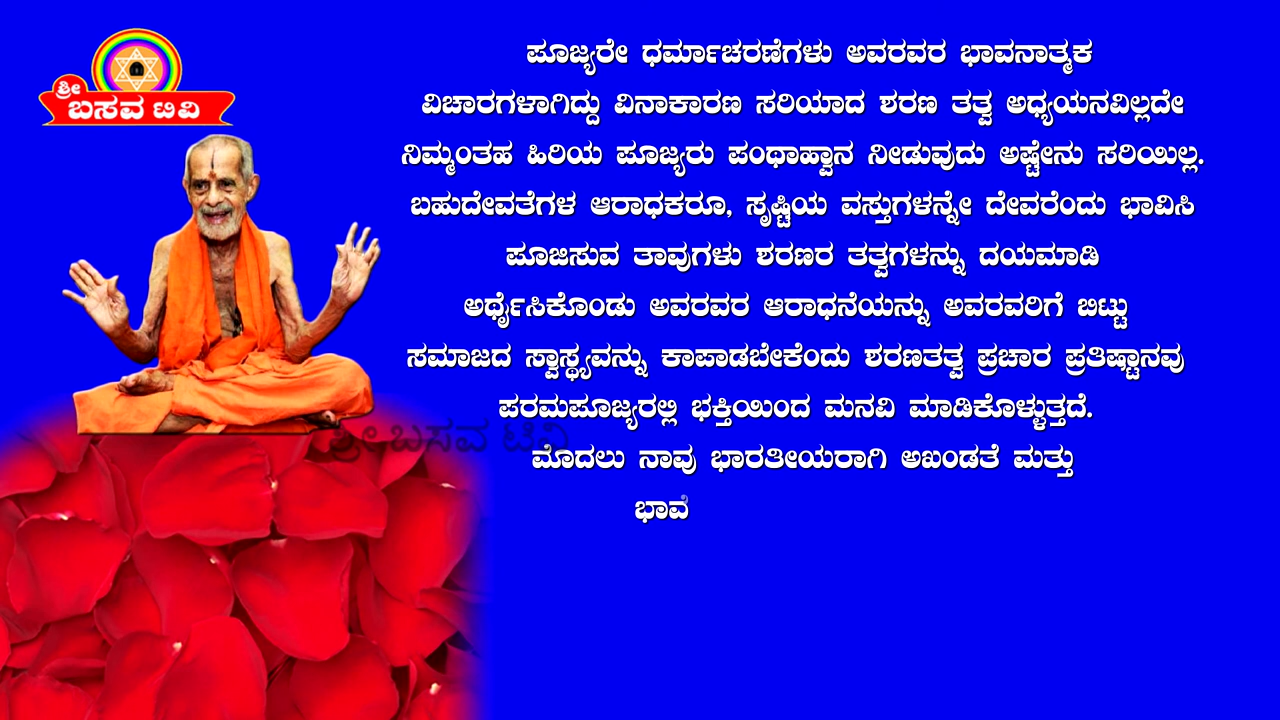 ಶ್ರೀ
ಬಸವ ಟಿವಿ
ಪೂಜ್ಯರೇ ಧರ್ಮಾಚರಣೆಗಳು ಅವರವರ ಭಾವನಾತ್ಮಕ
ವಿಚಾರಗಳಾಗಿದ್ದು ವಿನಾಕಾರಣ ಸರಿಯಾದ ಶರಣ ತತ್ವ ಅಧ್ಯಯನವಿಲ್ಲದೇ
ನಿಮ್ಮಂತಹ ಹಿರಿಯ ಪೂಜ್ಯರು ಪಂಥಾಹ್ವಾನ ನೀಡುವುದು ಅಷ್ಟೇನು ಸರಿಯಿಲ್ಲ.
ಬಹುದೇವತೆಗಳ ಆರಾಧಕರೂ, ಸೃಷ್ಟಿಯ ವಸ್ತುಗಳನ್ನೇ ದೇವರೆಂದು ಭಾವಿಸಿ
ಪೂಜಿಸುವ ತಾವುಗಳು ಶರಣರ ತತ್ವಗಳನ್ನು ದಯಮಾಡಿ
ಅರ್ಥೈಸಿಕೊಂಡು ಅವರವರ ಆರಾಧನೆಯನ್ನು ಅವರವರಿಗೆ ಬಿಟ್ಟು
ಸಮಾಜದ ಸ್ವಾಸ್ಥ್ಯವನ್ನು ಕಾಪಾಡಬೇಕೆಂದು ಶರಣತತ್ವ ಪ್ರಚಾರ ಪ್ರತಿಷ್ಟಾನವು
ಪರಮಪೂಜ್ಯರಲ್ಲಿ ಭಕ್ತಿಯಿಂದ ಮನವಿ ಮಾಡಿಕೊಳ್ಳುತ್ತದೆ.
ಶ್ರೀ ಬಸವ ಟಿವಿ
ಮೊದಲು ನಾವು ಭಾರತೀಯರಾಗಿ ಅಖಂಡತೆ ಮತ್ತು
ಭಾವೆ